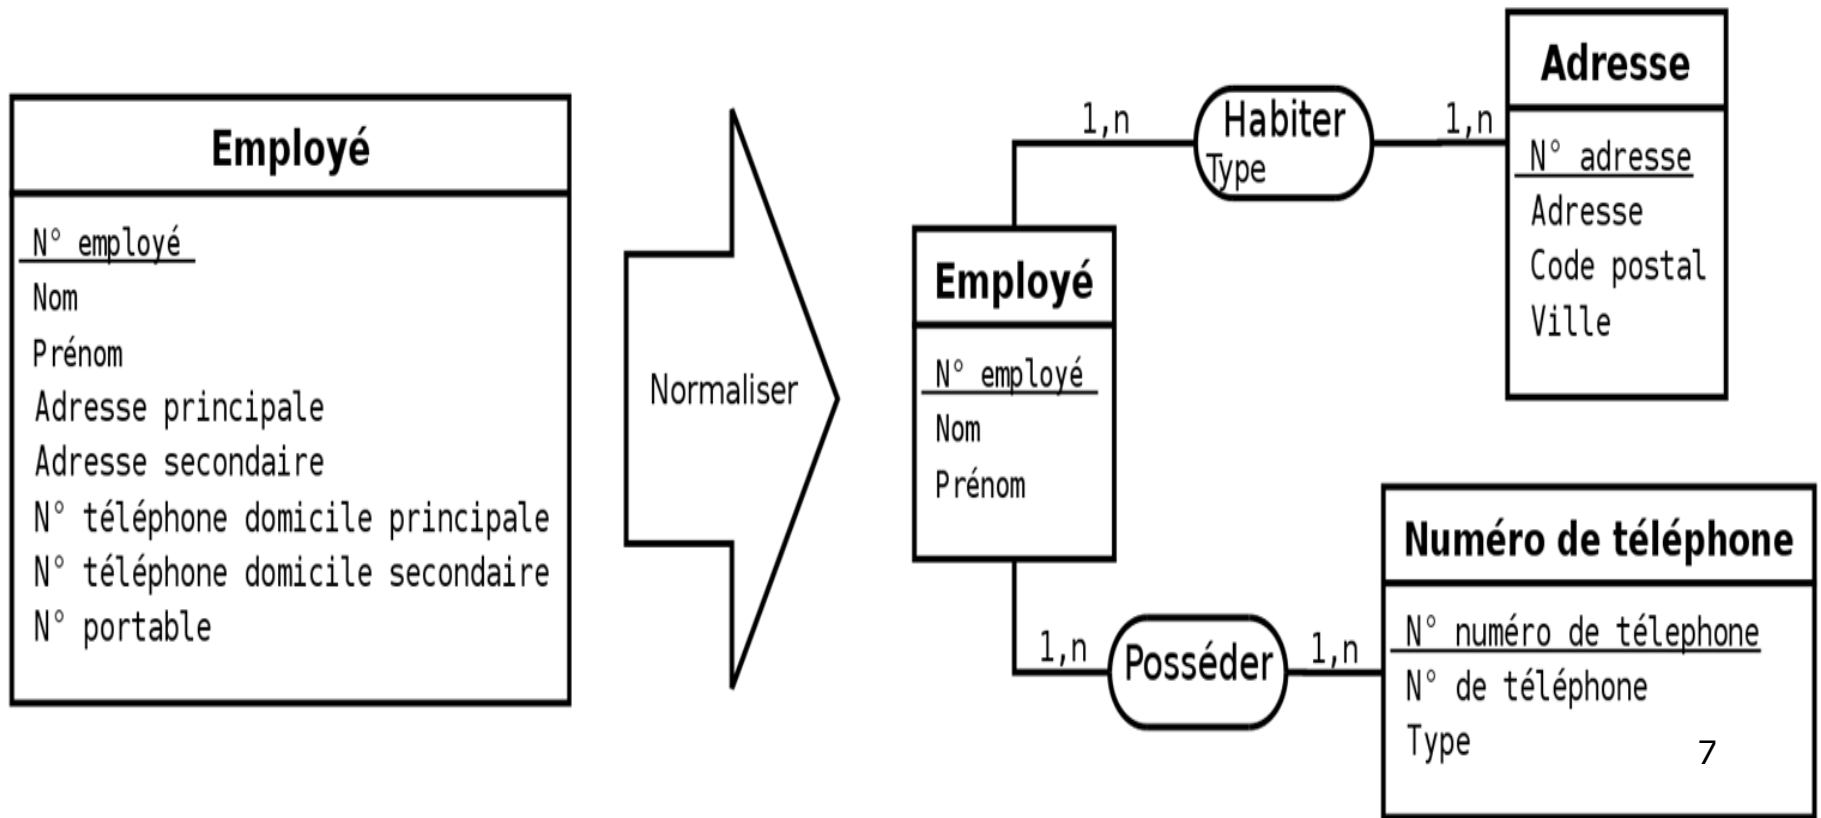 Employé
N° employé
Nom
Prénom
Adresse principale
Adresse secondaire
N° téléphone domicile principale
N° téléphone domicile secondaire
N° portable
Normaliser
1,n
Habiter
Type
1,n
Adresse
N° adresse
Adresse
Code postal
Ville
Employé
N° employé
Nom
Prénom
1,n
Posséder
1,n
Numéro de téléphone
N° numéro de télephone
N° de téléphone
Type
7